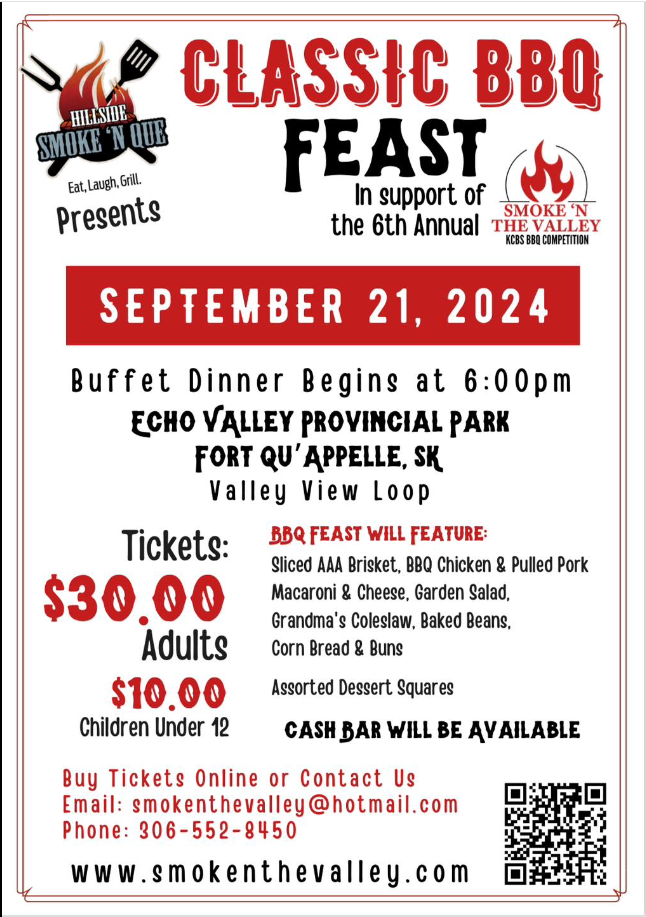 HILLSIDE
SMOKE 'N QUE
Eat, Laugh, Grill.
Presents
CLASSIC BBQ
FEAST
In support of
the 6th Annual
SMOKE 'N
THE VALLEY
KCBS BBQ COMPETITION
SEPTEMBER 21, 2024
Buffet Dinner Begins at 6:00pm
ECHO VALLEY PROVINCIAL PARK
FORT QU'APPELLE, SK
Valley View Loop
Tickets:
$30.00
Adults
$10.00
Children Under 12
BBQ FEAST WILL FEATURE:
Sliced AAA Brisket, BBQ Chicken & Pulled Pork
Macaroni & Cheese, Garden Salad,
Grandma's Coleslaw, Baked Beans,
Corn Bread & Buns
Assorted Dessert Squares
CASH BAR WILL BE AVAILABLE
Buy Tickets Online or Contact Us
Email: smokenthevalley@hotmail.com
Phone: 306-552-8450
www.smokenthevalley.com